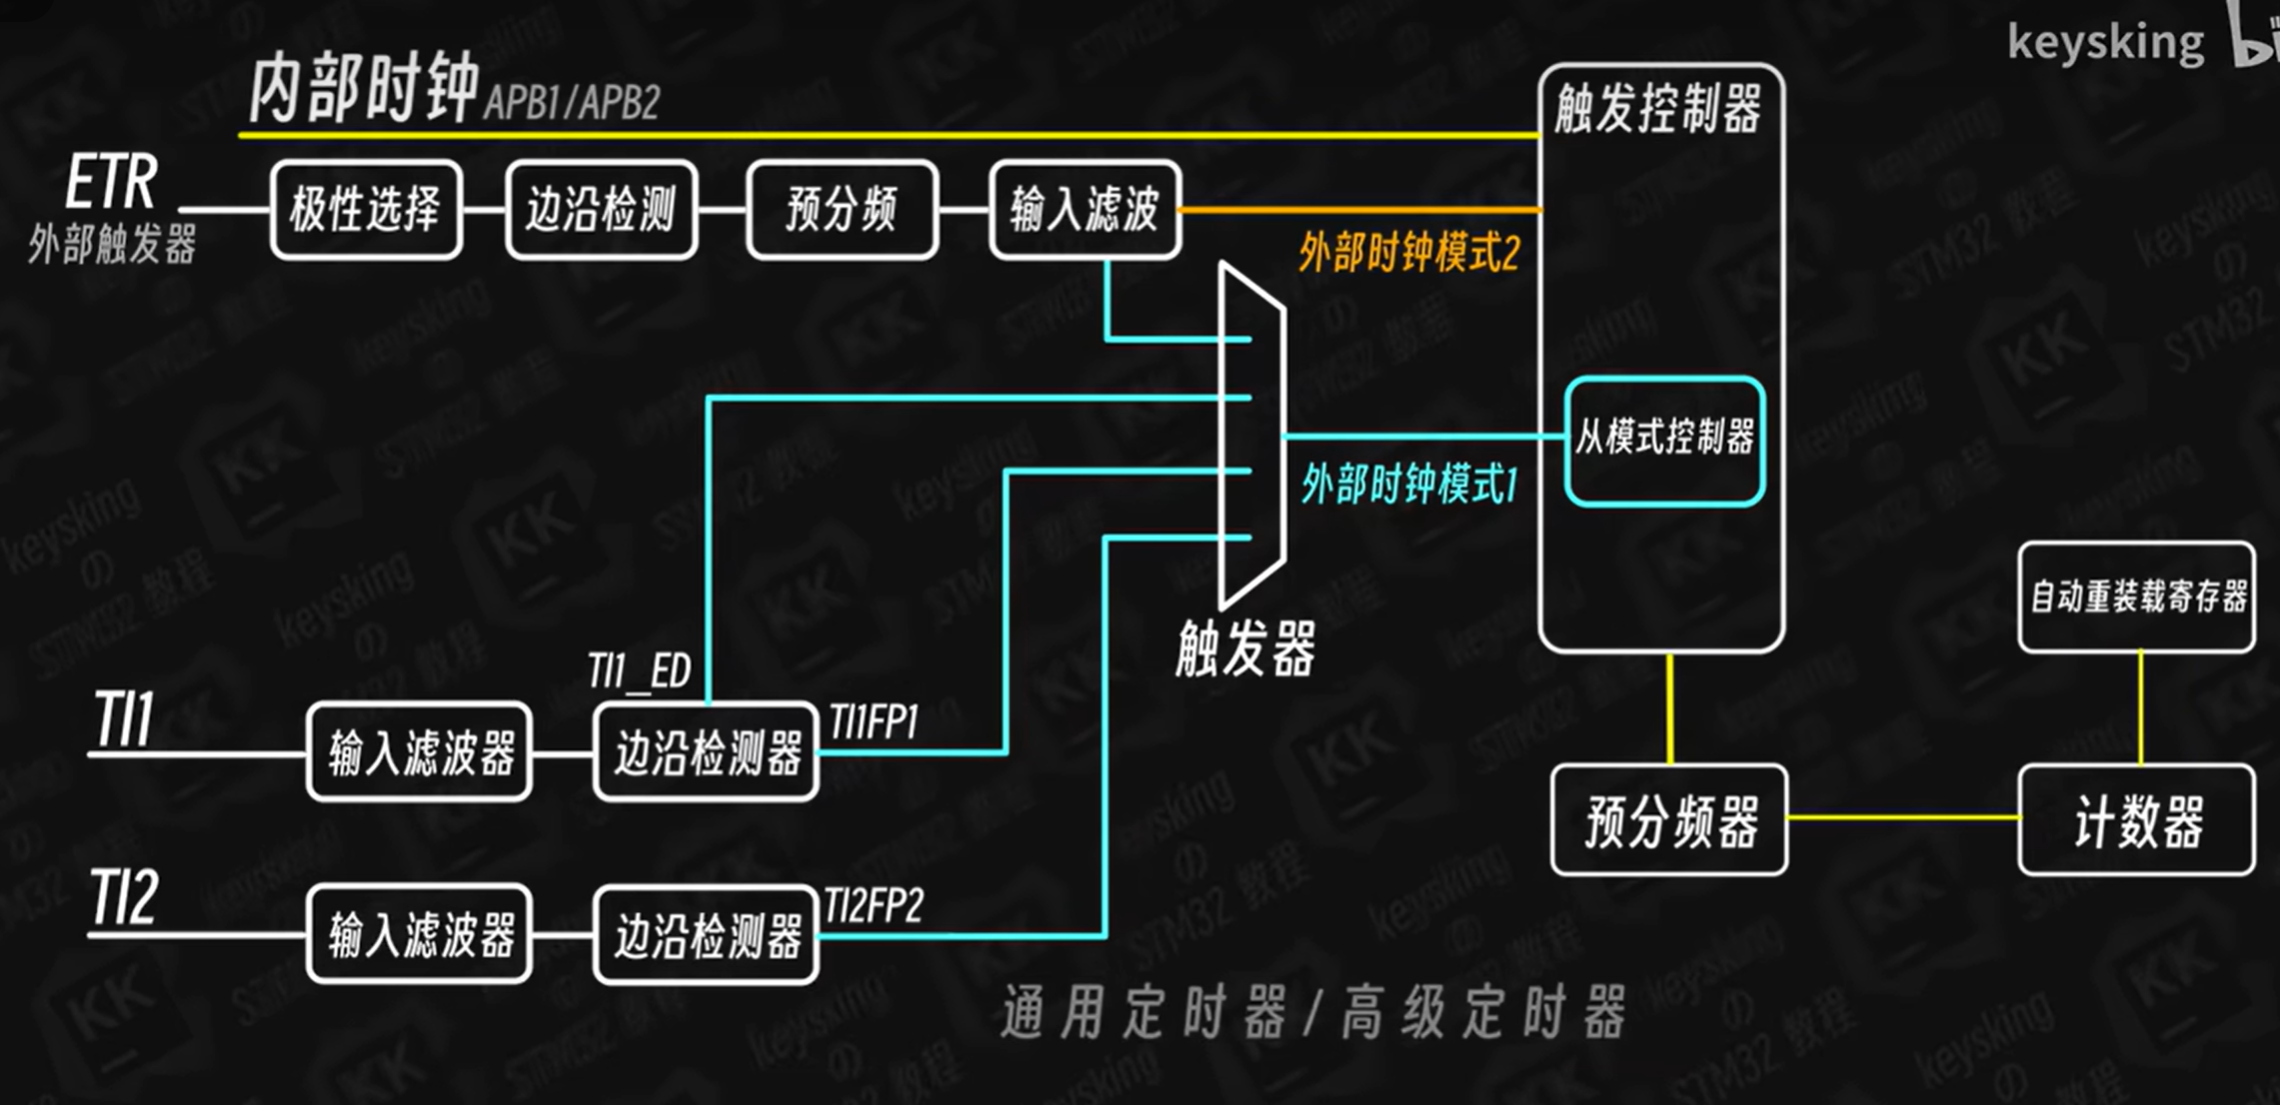 keysking
内部时钟 APB1/APB2
触发控制器
ETR
外部触发器
极性选择
边沿检测
预分频
输入滤波
外部时钟模式2
从模式控制器
外部时钟模式1
触发器
自动重装载寄存器
TI1_ED
TI1
输入滤波器
边沿检测器
TI1FP1
预分频器
计数器
TI2
输入滤波器
边沿检测器
TI2FP2
通用定时器/高级定时器